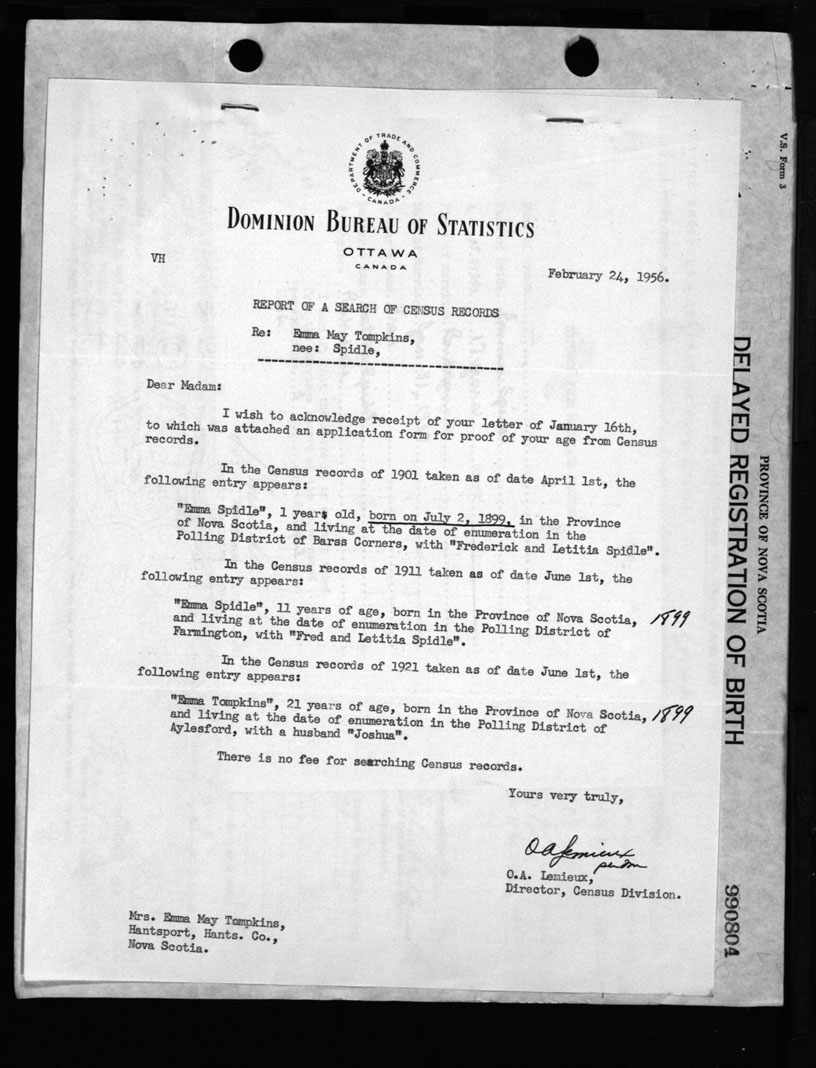 DEPARTMENT OF TRADE AND COMMERCE
CANADA
DOMINION BUREAU OF STATISTICS
OTTAWA
CANADA
VH
February 24, 1956.
REPORT OF A SEARCH OF CENSUS RECORDS
Re: Emma May Tompkins,
nee: Spidle,
Dear Madam:
I wish to acknowledge receipt of your letter of January 16th,
to which was attached an application form for proof of your age from Census
records.
In the Census records of 1901 taken as of date April 1st, the
following entry appears:
"Emma Spidle", 1 years old, born on July 2, 1899, in the Province
of Nova Scotia, and living at the date of enumeration in the
Polling District of Barss Corners, with "Frederick and Letitia Spidle".
In the Census records of 1911 taken as of date June 1st, the
following entry appears:
"Emma Spidle", 11 years of age, born in the Province of Nova Scotia, 1899
and living at the date of enumeration in the Polling District of
Farmington, with "Fred and Letitia Spidle".
In the Census records of 1921 taken as of date June 1st, the
following entry appears:
"Emma Tompkins", 21 years of age, born in the Province of Nova Scotia, 1899
and living at the date of enumeration in the Polling District of
Aylesford, with a husband "Joshua".
There is no fee for searching Census records.
Yours very truly,
O A Lemieux
O.A. Lemieux,
Director, Census Division.
Mrs. Emma May Tompkins,
Hantsport, Hants. Co.,
Nova Scotia.
V.S. Form 3
PROVINCE OF NOVA SCOTIA
DELAYED REGISTRATION OF BIRTH
990804